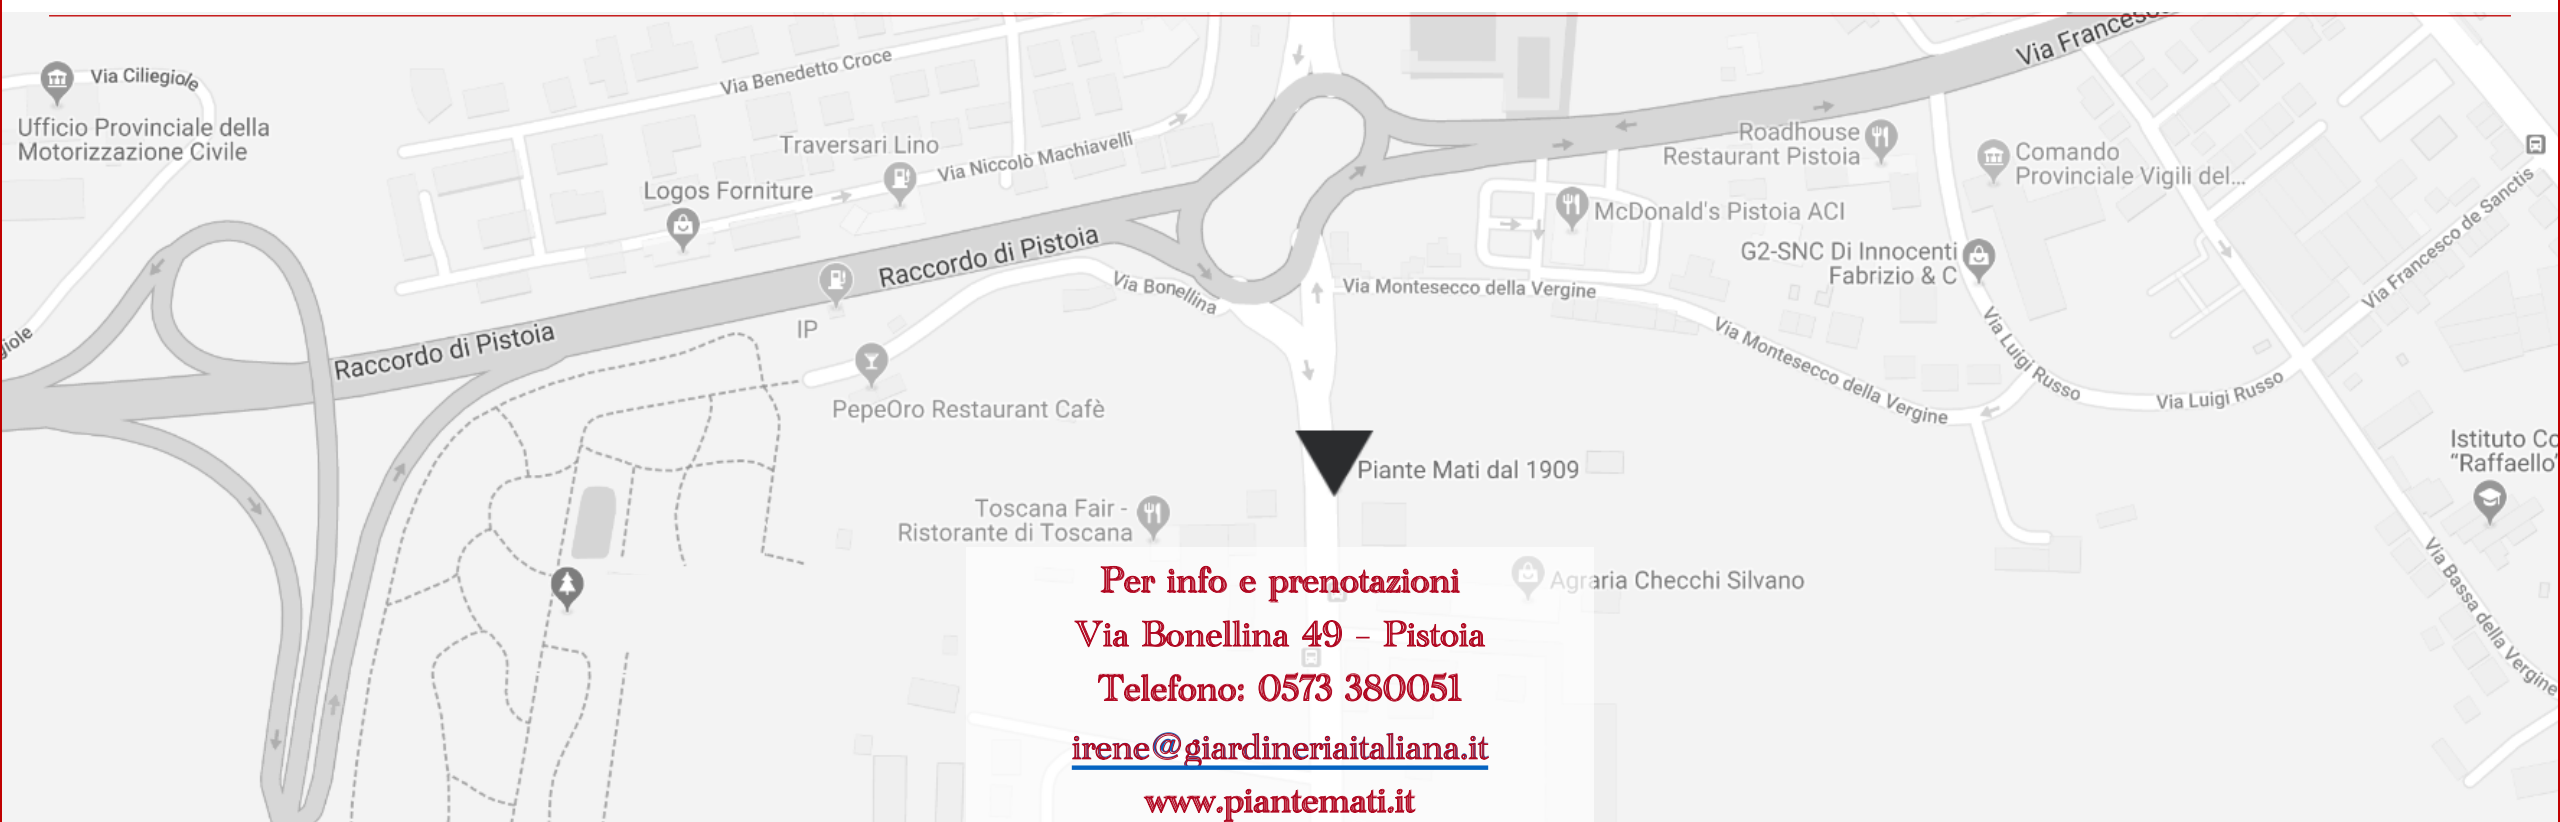 Via Francesc
Via Ciliegiole
Via Benedetto Croce
Ufficio Provinciale della
Motorizzazione Civile
Traversari Lino
Via Niccolò Machiavelli
Logos Forniture
Roadhouse
Restaurant Pistoia
Comando
Provinciale Vigili del...
McDonald's Pistoia ACI
Via Francesco de Sanctis
Raccordo di Pistoia
G2-SNC Di Innocenti
Fabrizio & C
Via Bonellina
Via Montesecco della Vergine
IP
giole
Raccordo di Pistoia
Via Luigi Russo
Via Montesecco della Vergine
Via Luigi Russo
PepeOro Restaurant Cafè
Istituto Co
"Raffaello"
Piante Mati dal 1909
Toscana Fair -
Ristorante di Toscana
Agraria Checchi Silvano
Via Bassa della Vergine
Per info e prenotazioni
Via Bonellina 49 – Pistoia
Telefono: 0573 380051
irene@giardineriaitaliana.it
www.piantemati.it